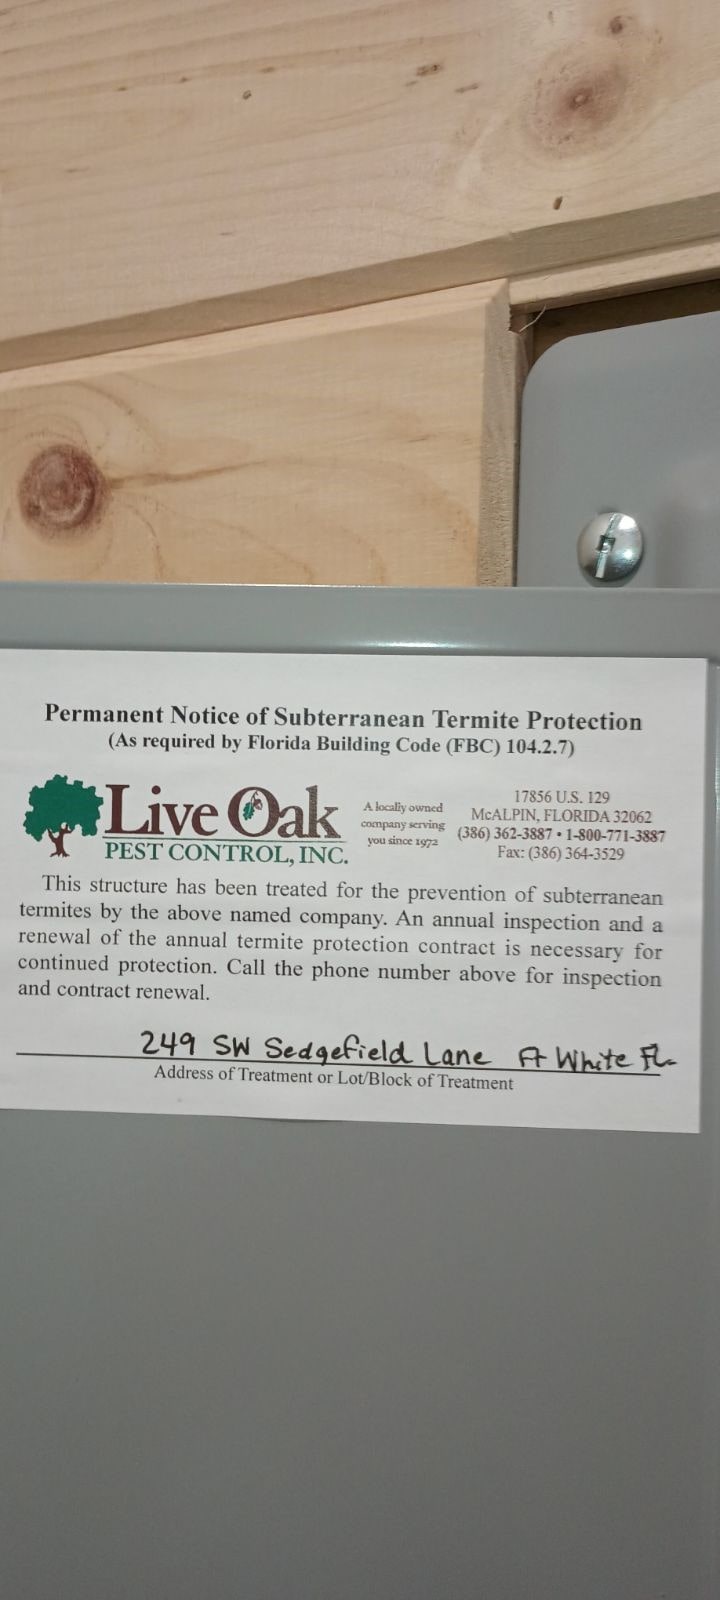 Permanent Notice of Subterranean Termite Protection
(As required by Florida Building Code (FBC) 104.2.7)
Live Oak
PEST CONTROL, INC.
A locally owned
company serving
you since 1972
17856 U.S. 129
McALPIN, FLORIDA 32062
(386) 362-3887 • 1-800-771-3887
Fax: (386) 364-3529
This structure has been treated for the prevention of subterranean
termites by the above named company. An annual inspection and a
renewal of the annual termite protection contract is necessary for
continued protection. Call the phone number above for inspection
and contract renewal.
249 SW Sedgefield Lane Ft White FL
Address of Treatment or Lot/Block of Treatment